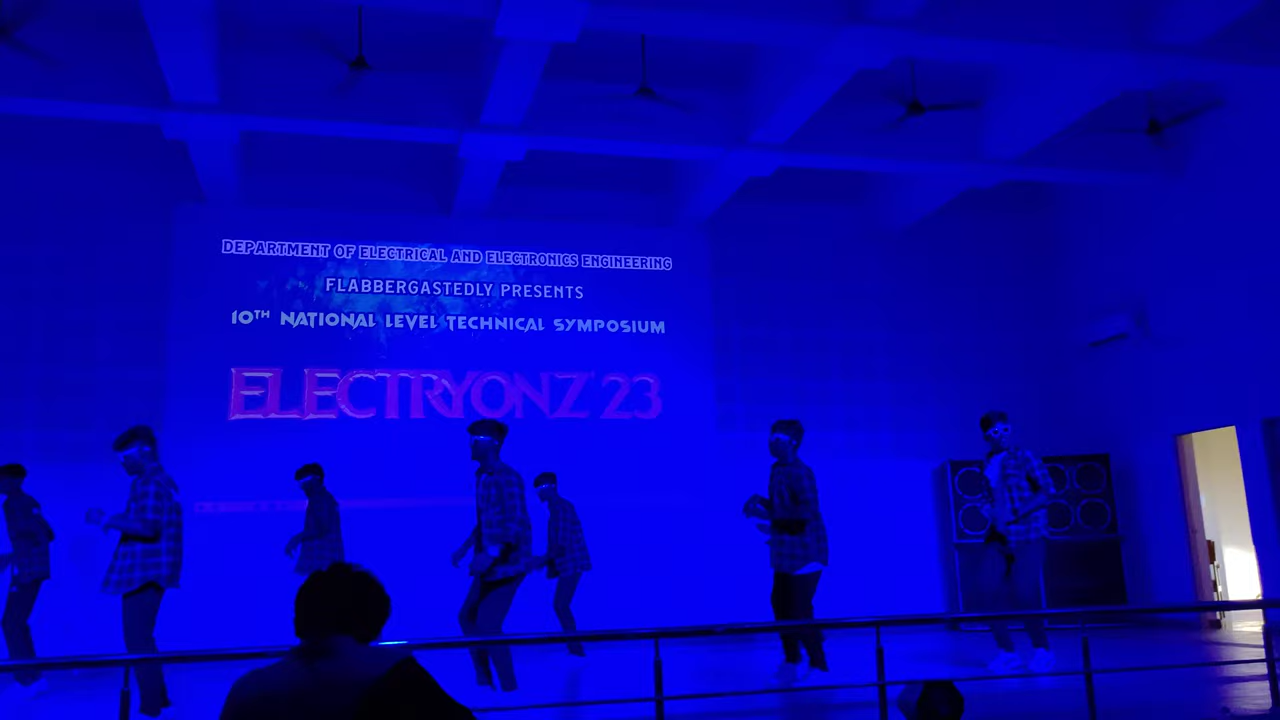 DEPARTMENT OF ELECTRICAL AND ELECTRONICS ENGINEERING
FLABBERGASTEDLY PRESENTS
10TH NATIONAL LEVEL TECHNICAL SYMPOSIUM
ELECTRYONZ 23